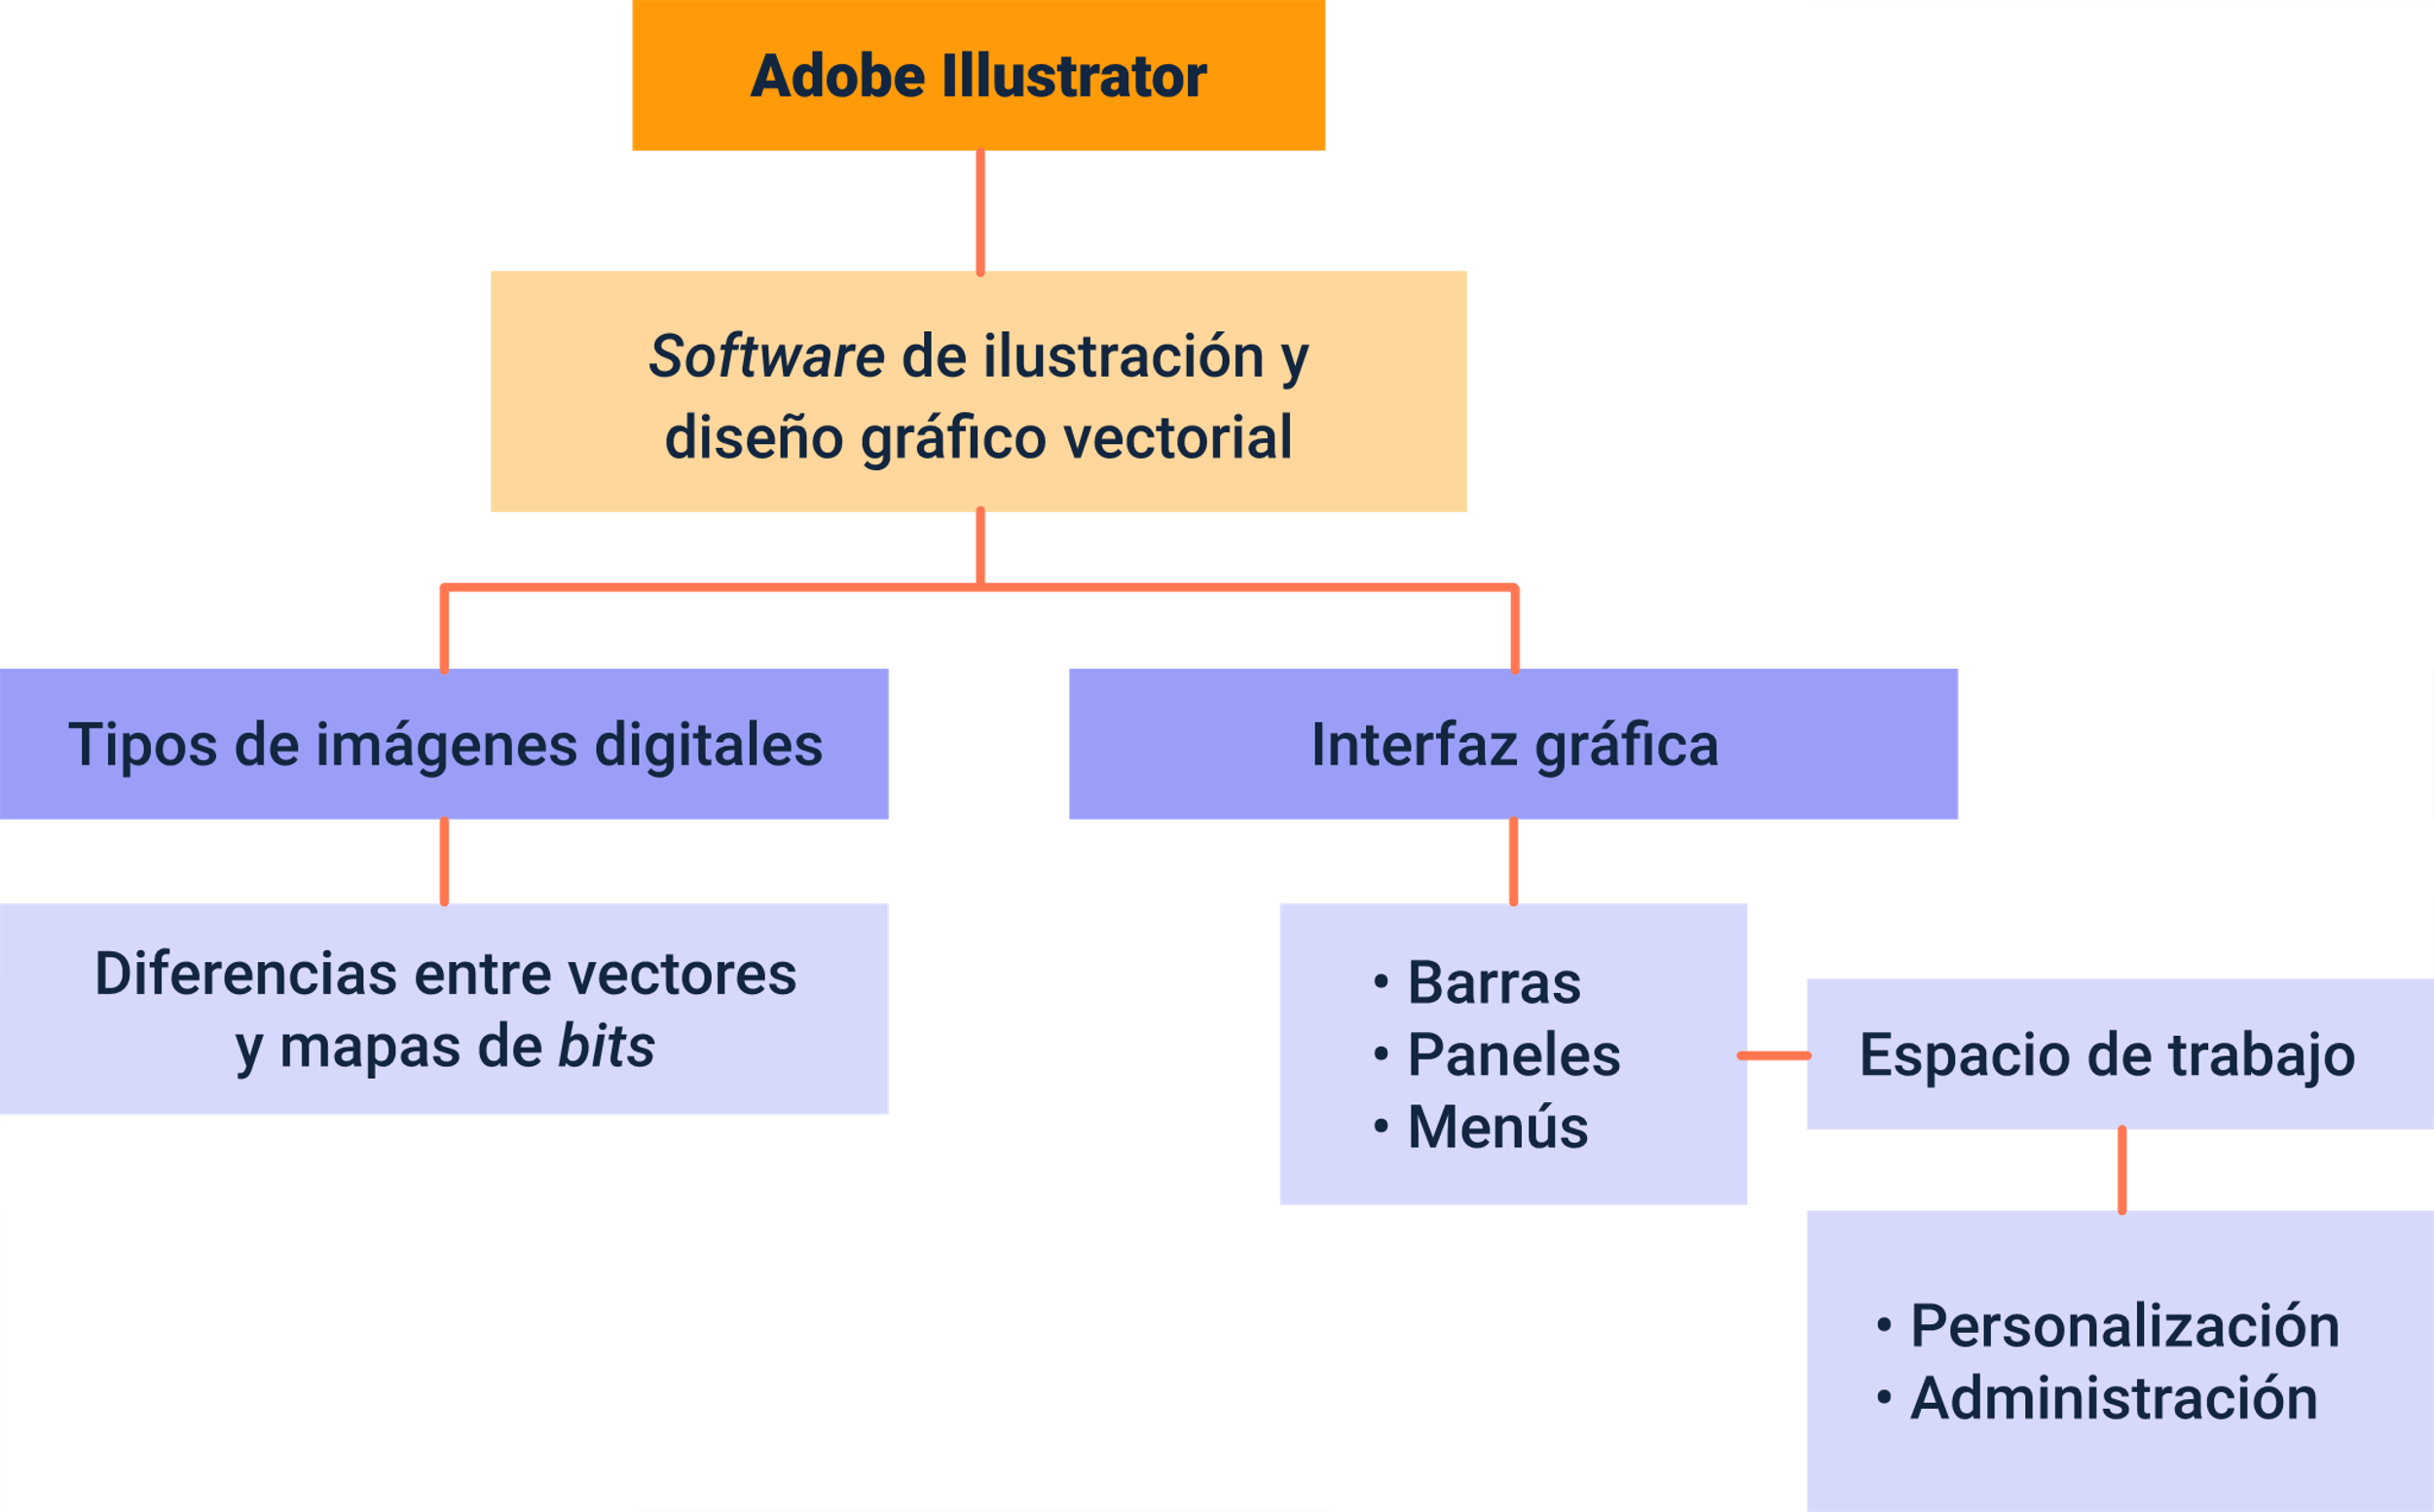 Adobe Illustrator
Software de ilustración y
diseño gráfico vectorial
Tipos de imágenes digitales
Interfaz gráfica
Diferencias entre vectores
y mapas de bits
• Barras
• Paneles
• Menús
Espacio de trabajo
• Personalización
• Administración